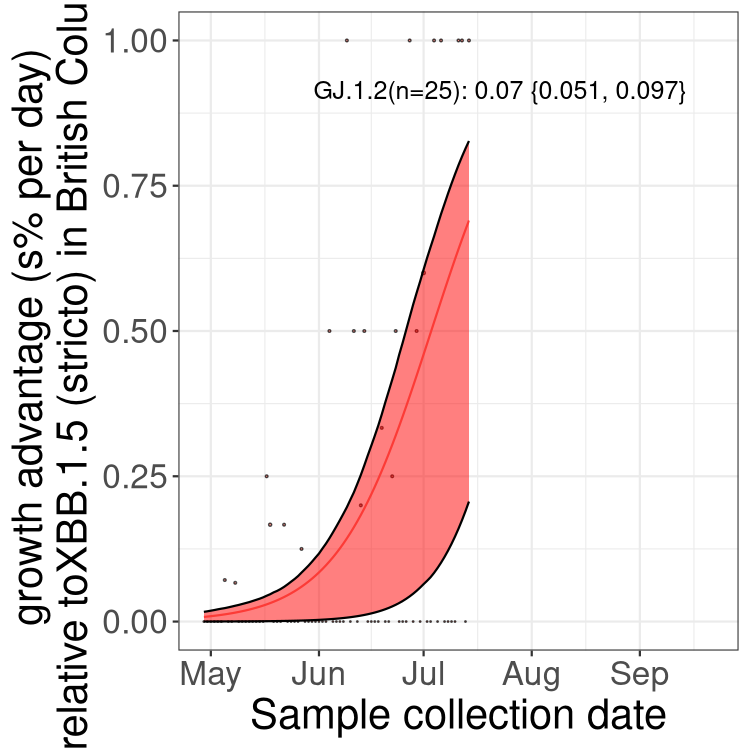 growth advantage (s% per day)
relative toXBB.1.5 (stricto) in British Colu
1.00
0.75
0.50
0.25
0.00
GJ.1.2(n=25): 0.07 {0.051, 0.097}
May Jun Jul Aug Sep
Sample collection date